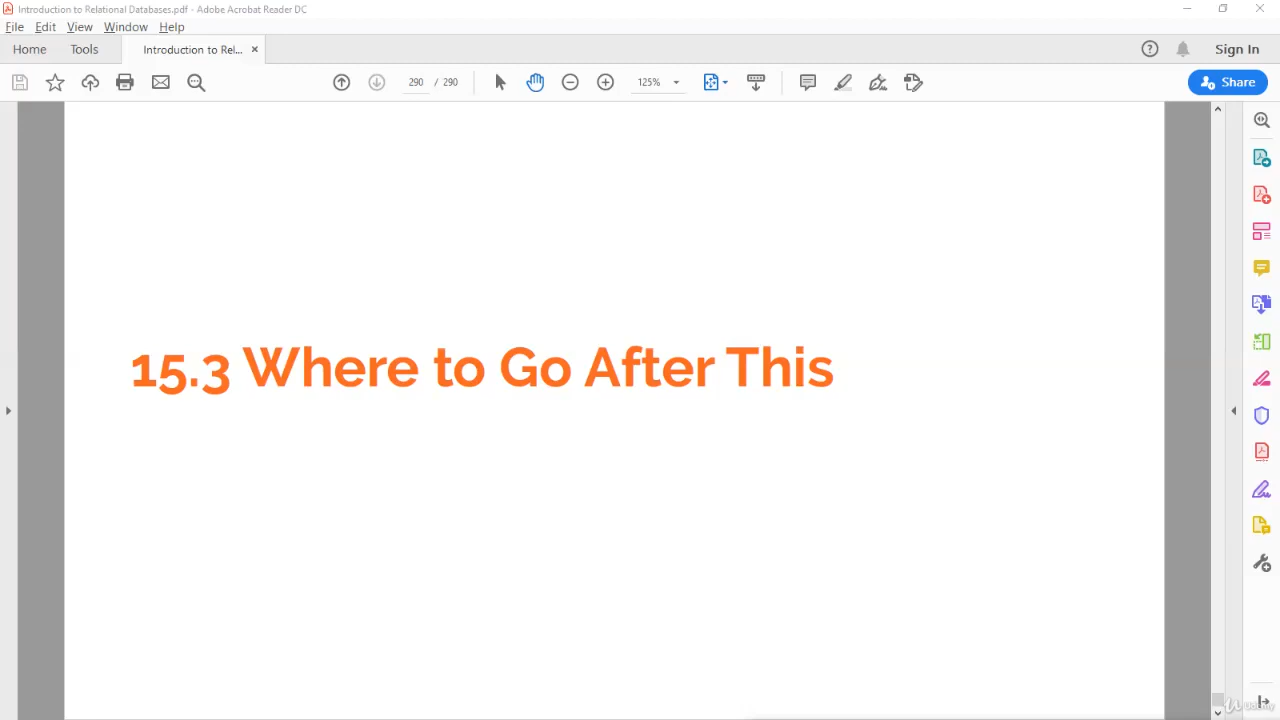 Introduction to Relational Databases.pdf - Adobe Acrobat Reader DC
File Edit View Window Help
Home Tools Introduction to Rel... × Sign In
290 / 290 125% Share
15.3 Where to Go After This
Udemy